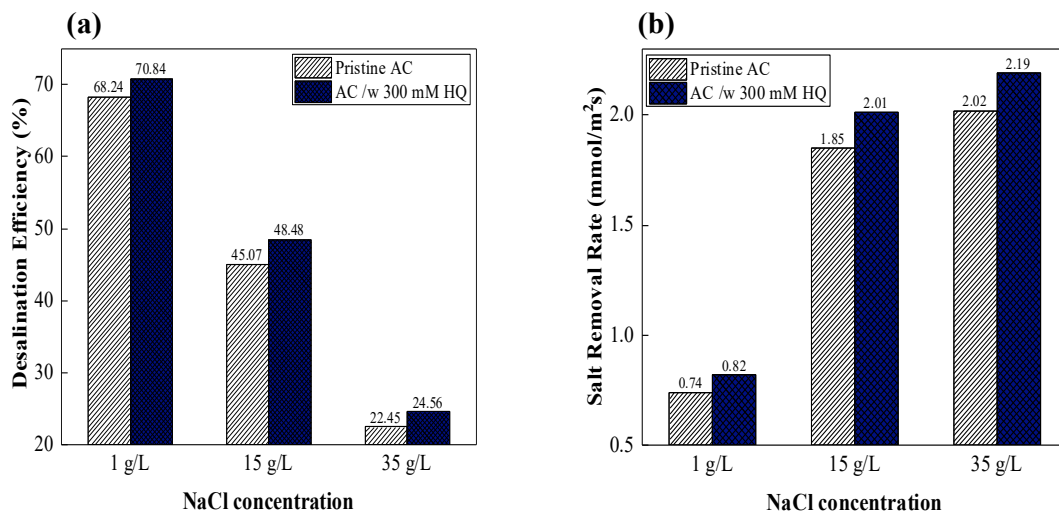 (a)
Desalination Efficiency (%)
70
60
50
40
30
20
Pristine AC
AC /w 300 mM HQ
68.24
70.84
45.07
48.48
22.45
24.56
1 g/L
15 g/L
35 g/L
NaCl concentration
(b)
Salt Removal Rate (mmol/m²s)
2.0
1.5
1.0
0.5
Pristine AC
AC /w 300 mM HQ
0.74
0.82
1.85
2.01
2.02
2.19
1 g/L
15 g/L
35 g/L
NaCl concentration